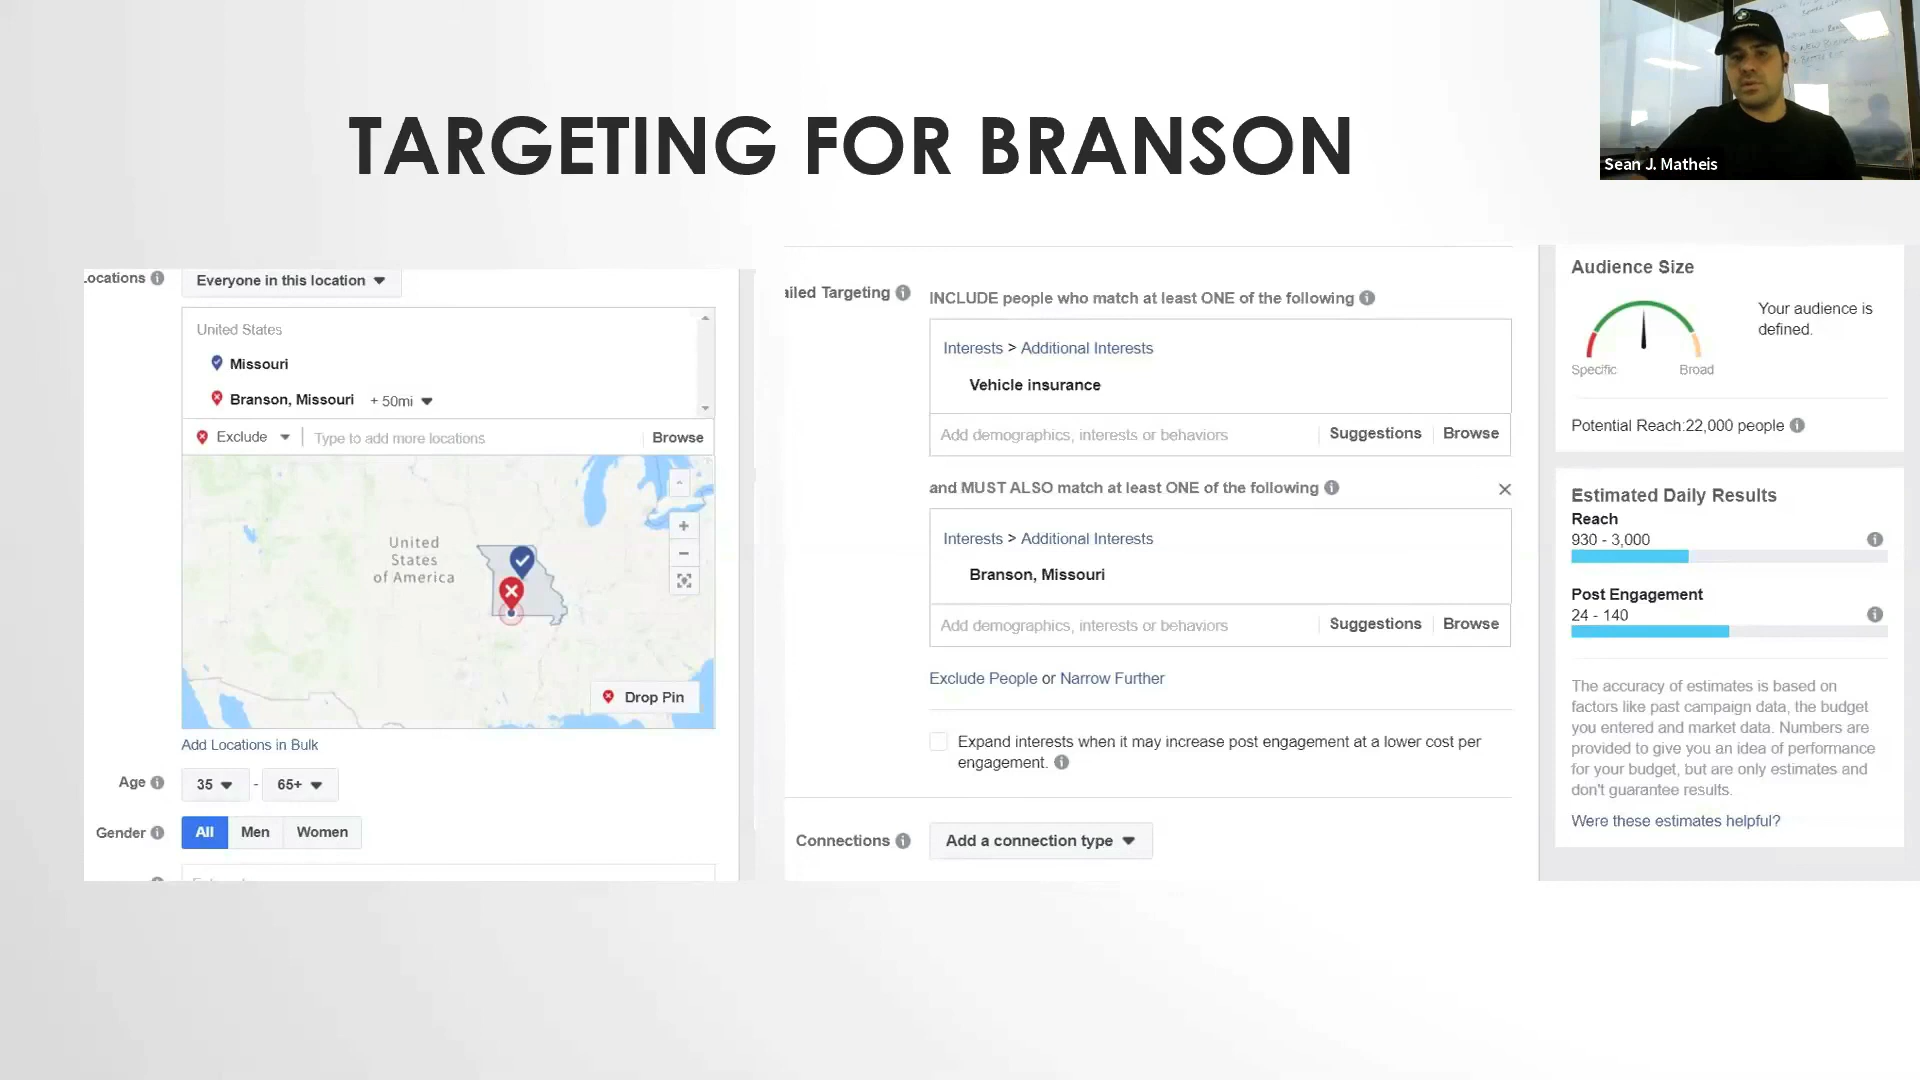 TARGETING FOR BRANSON
Sean J. Matheis
Locations
Everyone in this location
United States
Missouri
Branson, Missouri + 50mi
Exclude Type to add more locations Browse
United
States
of America
Drop Pin
Add Locations in Bulk
Age 35 - 65+
Gender All Men Women
ailed Targeting
INCLUDE people who match at least ONE of the following
Interests > Additional Interests
Vehicle insurance
Add demographics, interests or behaviors Suggestions Browse
and MUST ALSO match at least ONE of the following
Interests > Additional Interests
Branson, Missouri
Add demographics, interests or behaviors Suggestions Browse
Exclude People or Narrow Further
Expand interests when it may increase post engagement at a lower cost per
engagement.
Connections Add a connection type
Audience Size
Your audience is
defined.
Specific Broad
Potential Reach:22,000 people
Estimated Daily Results
Reach
930 - 3,000
Post Engagement
24 - 140
The accuracy of estimates is based on
factors like past campaign data, the budget
you entered and market data. Numbers are
provided to give you an idea of performance
for your budget, but are only estimates and
don't guarantee results.
Were these estimates helpful?